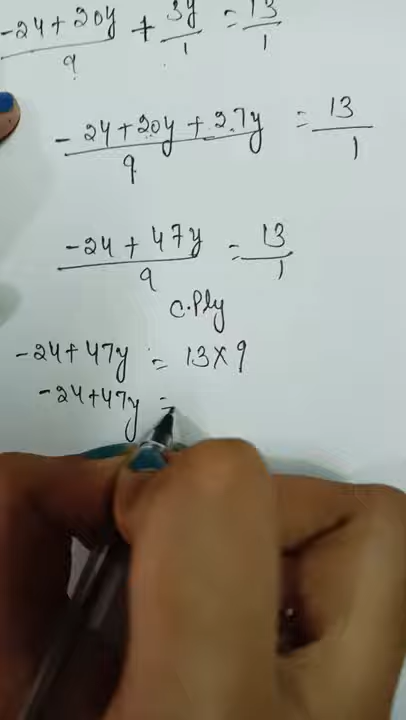 -24+20y/9 + 3y/1 = 13/1
-24+20y+27y/9 = 13/1
-24+47y/9 = 13/1
C.Ply
-24+47y = 13×9
-24+47y =